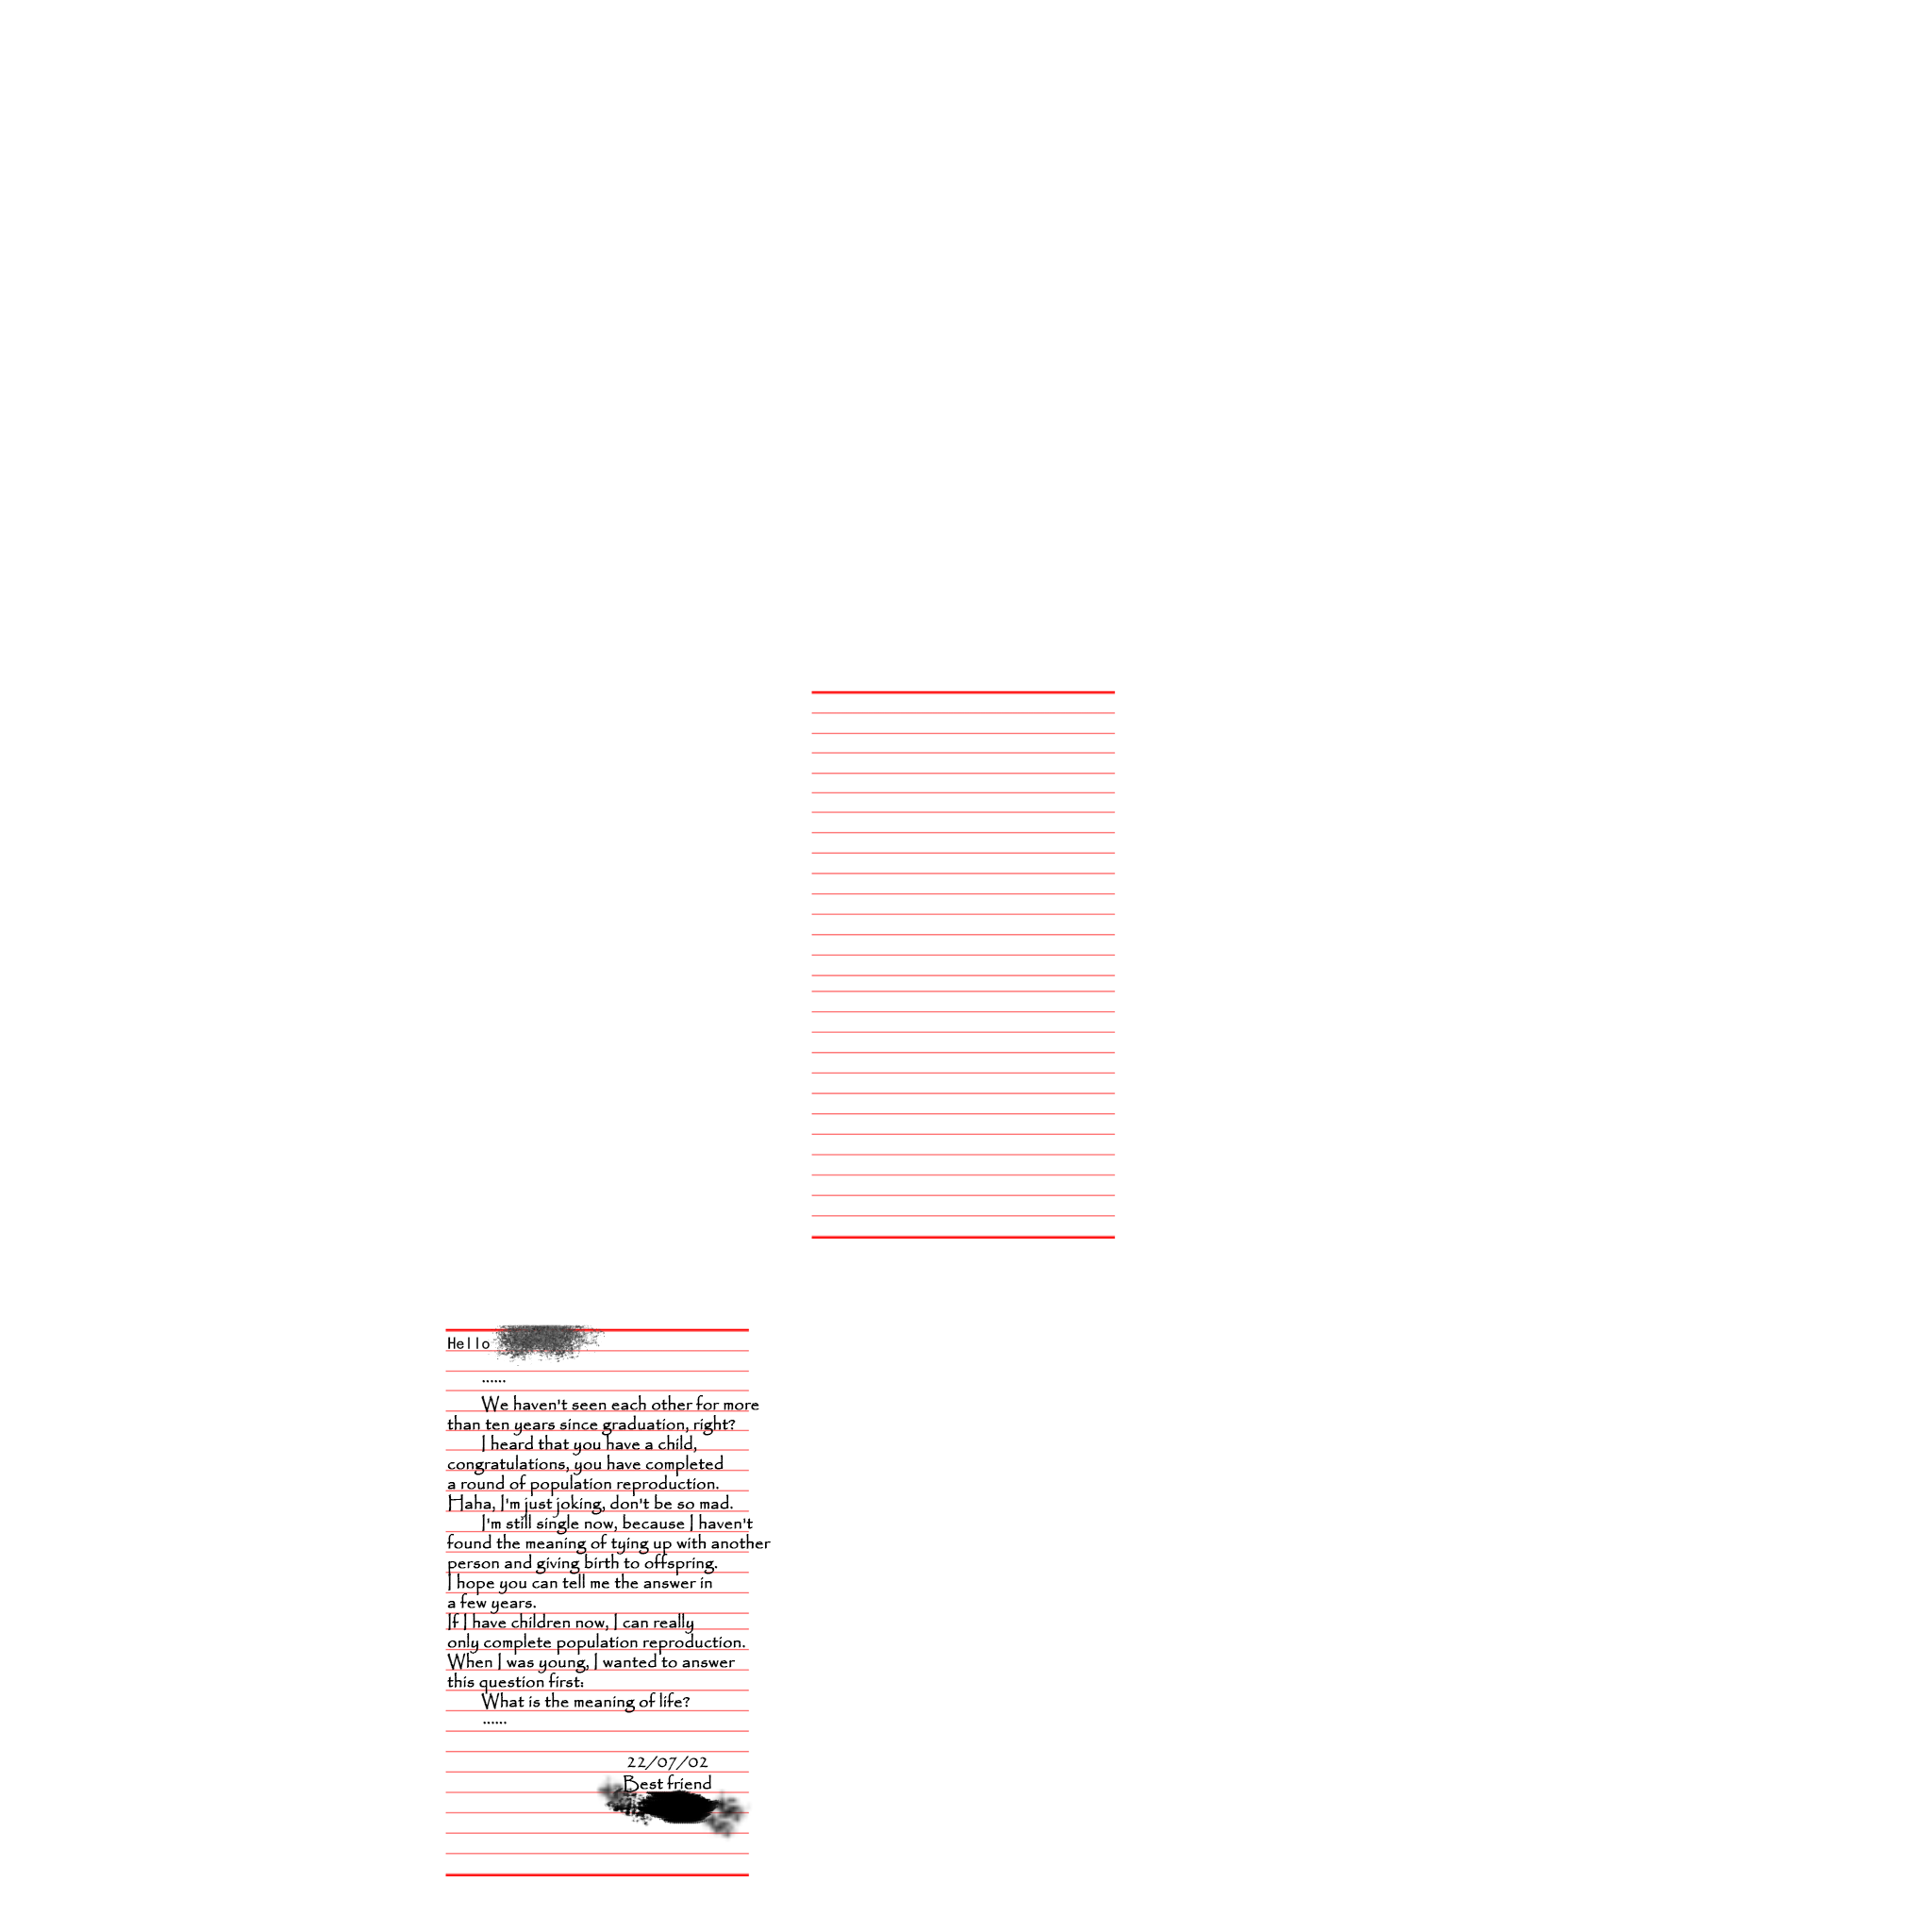 Hello
......
We haven't seen each other for more
than ten years since graduation, right?
I heard that you have a child,
congratulations, you have completed
a round of population reproduction.
Haha, I'm just joking, don't be so mad.
I'm still single now, because I haven't
found the meaning of tying up with another
person and giving birth to offspring.
I hope you can tell me the answer in
a few years.
If I have children now, I can really
only complete population reproduction.
When I was young, I wanted to answer
this question first:
What is the meaning of life?
......
22/07/02
Best friend